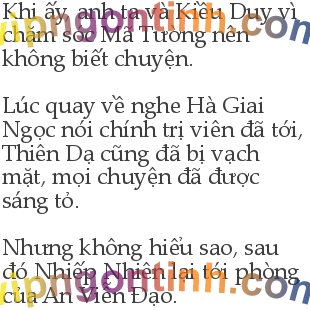 Khi ấy, anh ta và Kiều Duy vì
chăm sóc Mã Tường nên
không biết chuyện.
Lúc quay về nghe Hà Giai
Ngọc nói chính trị viên đã tới,
Thiên Dạ cũng đã bị vạch
mặt, mọi chuyện đã được
sáng tỏ.
Nhưng không hiểu sao, sau
đó Nhiếp Nhiên lại tới phòng
của An Viễn Đạo.
vipngontinh.com
vipngontinh.com